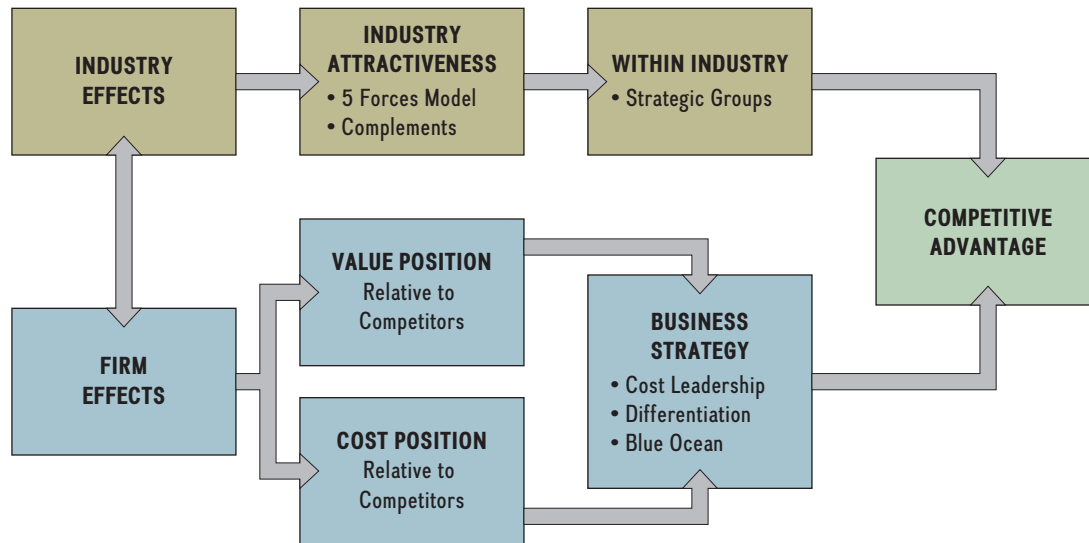 INDUSTRY
EFFECTS
INDUSTRY
ATTRACTIVENESS
• 5 Forces Model
• Complements
WITHIN INDUSTRY
• Strategic Groups
COMPETITIVE
ADVANTAGE
FIRM
EFFECTS
VALUE POSITION
Relative to
Competitors
COST POSITION
Relative to
Competitors
BUSINESS
STRATEGY
• Cost Leadership
• Differentiation
• Blue Ocean